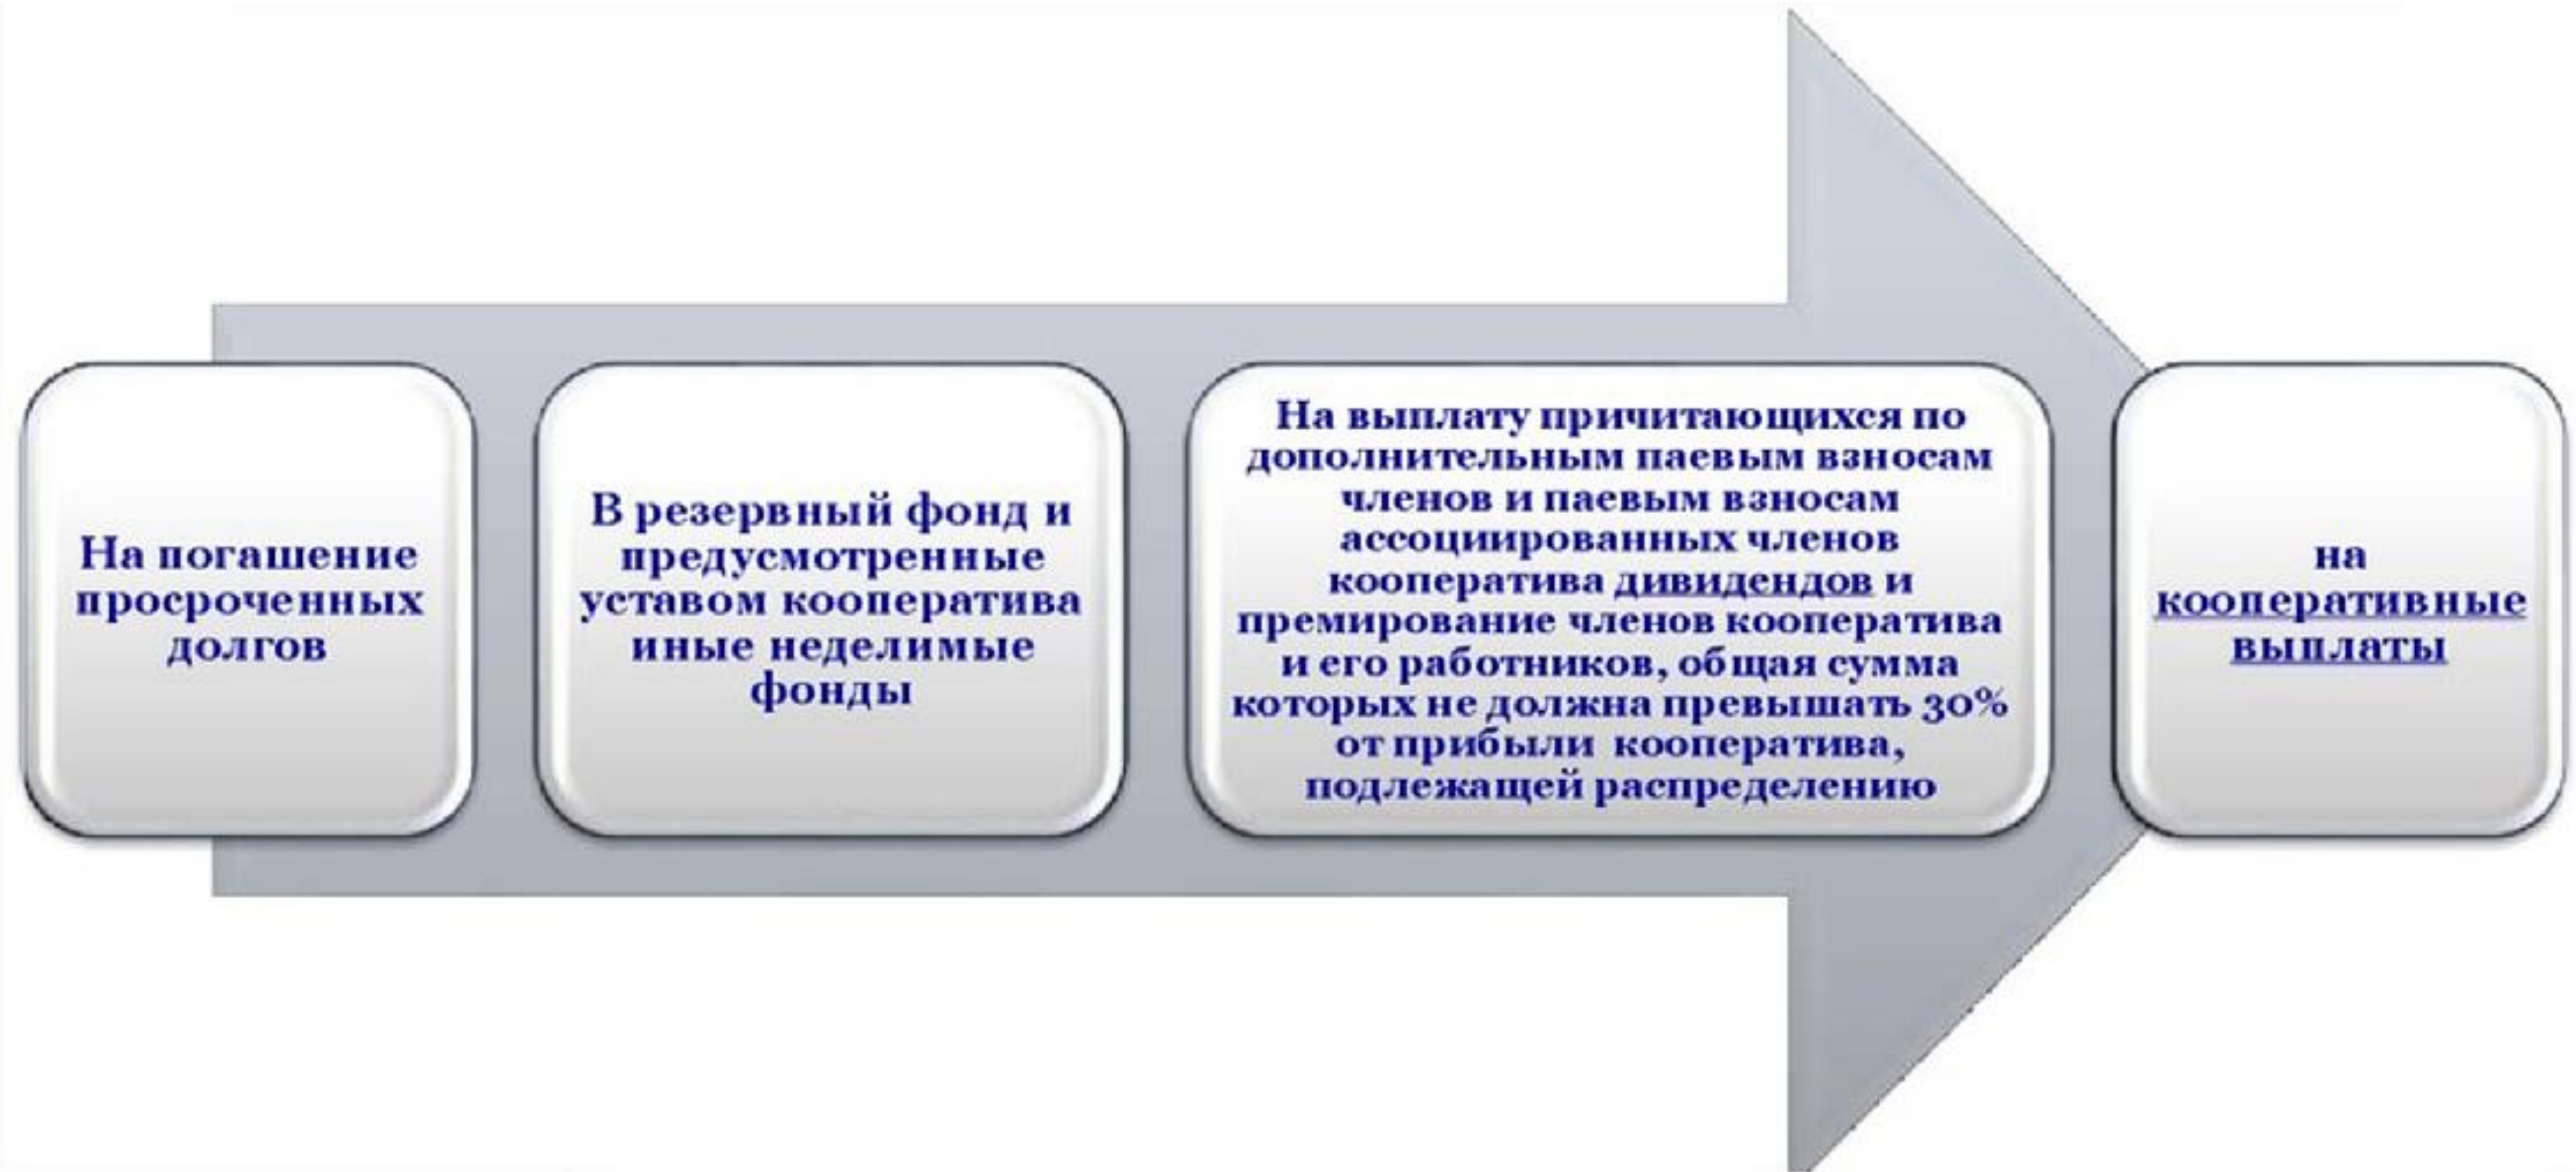 На погашение
просроченных
долгов
В резервный фонд и
предусмотренные
уставом кооператива
иные неделимые
фонды
На выплату причитающихся по
дополнительным паевым взносам
членов и паевым взносам
ассоциированных членов
кооператива дивидендов и
премирование членов кооператива
и его работников, общая сумма
которых не должна превышать 30%
от прибыли кооператива,
подлежащей распределению
на
кооперативные
выплаты